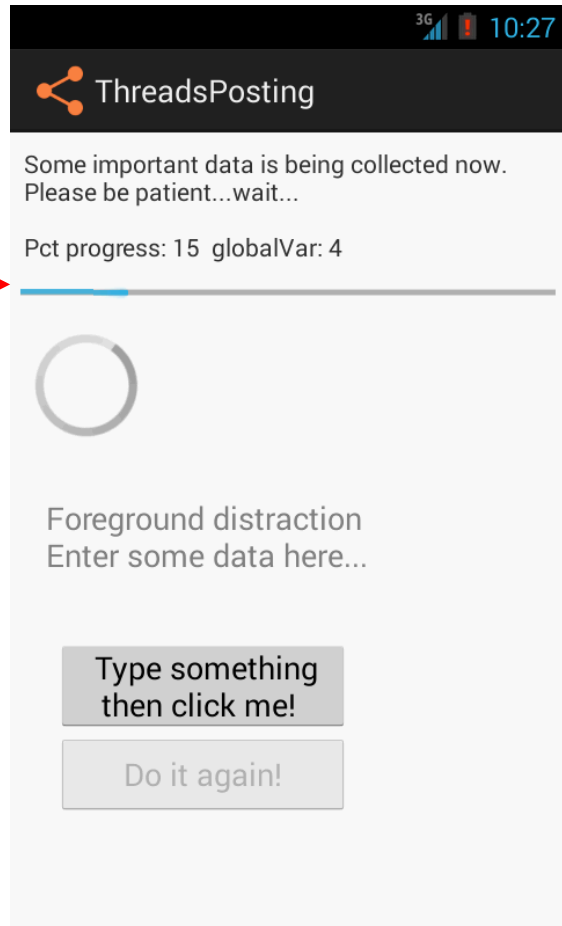 3G
10:27
ThreadsPosting
Some important data is being collected now.
Please be patient...wait...
Pct progress: 15  globalVar: 4
Foreground distraction
Enter some data here...
Type something
then click me!
Do it again!